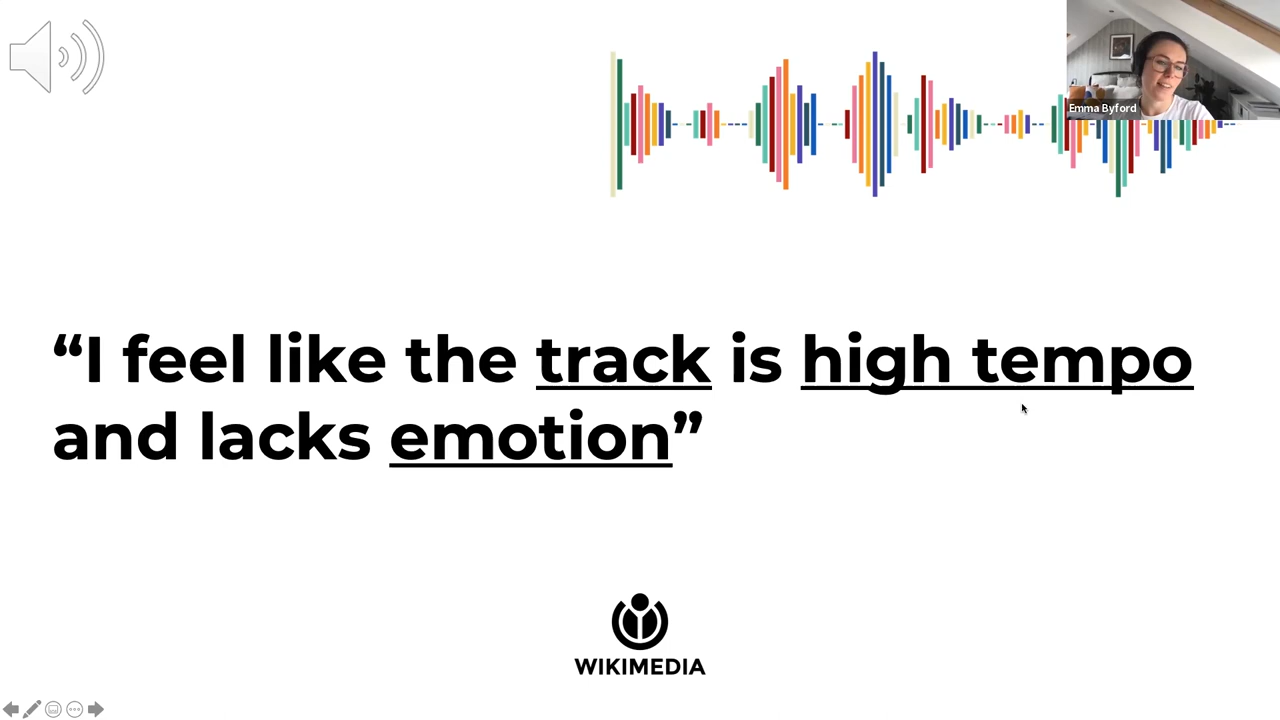 Emma Byford
“I feel like the track is high tempo
and lacks emotion”
WIKIMEDIA